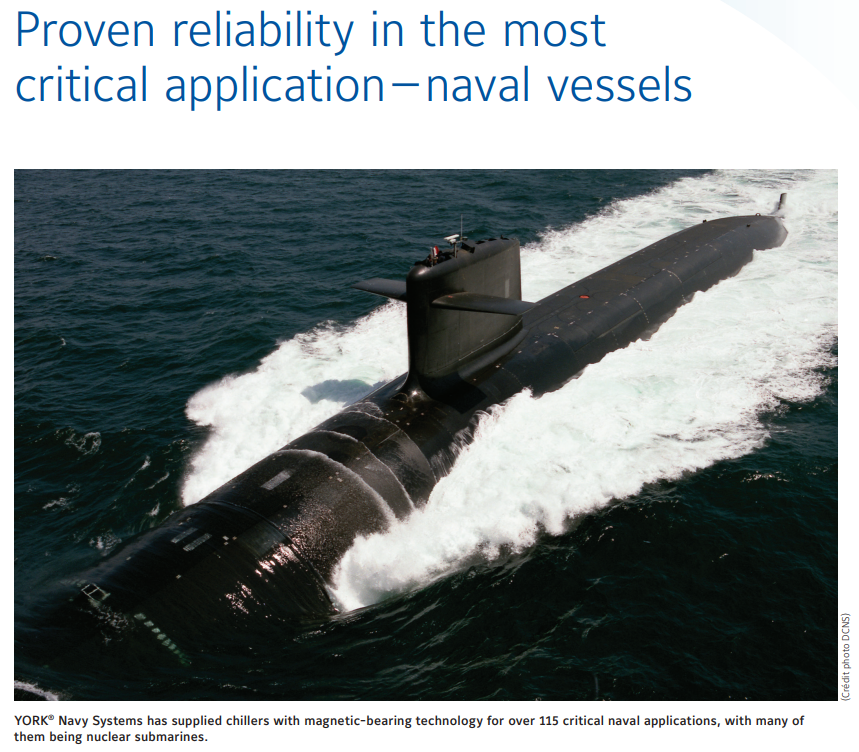 Proven reliability in the most
critical application–naval vessels
(Crédit photo DCNS)
YORK® Navy Systems has supplied chillers with magnetic-bearing technology for over 115 critical naval applications, with many of
them being nuclear submarines.